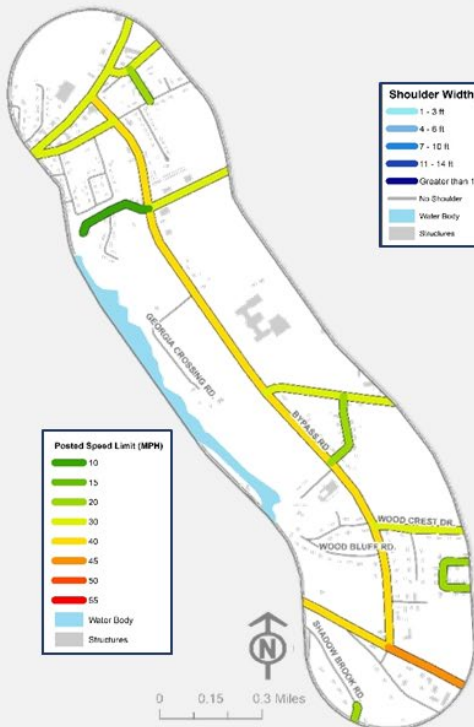 Shoulder Width
1 - 3 ft
4 - 6 ft
7 - 10 ft
11 - 14 ft
Greater than 1
No Shoulder
Water Body
Structures
GEORGIA CROSSING RD.
BYPASS RD.
WOOD CREST DR.
WOOD BLUFF RD.
SHADOW BROOK RD.
Posted Speed Limit (MPH)
10
15
20
30
40
45
50
55
Water Body
Structures
N
0 0.15 0.3 Miles